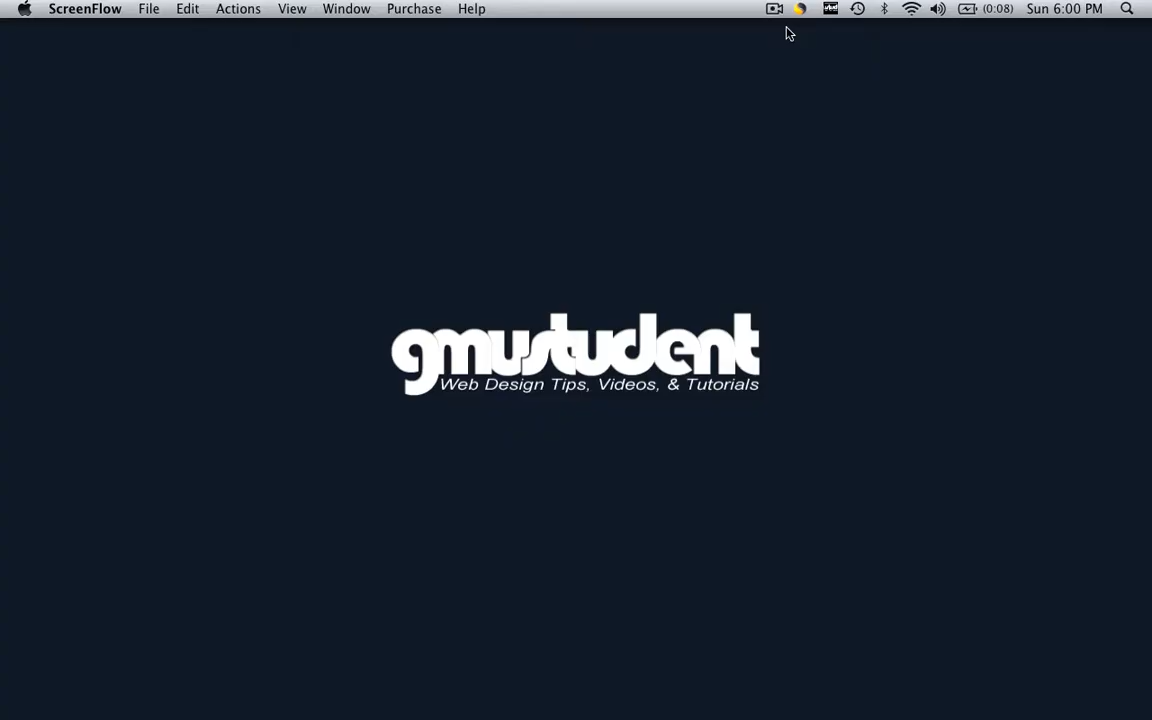 ScreenFlow File Edit Actions View Window Purchase Help (0:08) Sun 6:00 PM
gmustudent
Web Design Tips, Videos, & Tutorials